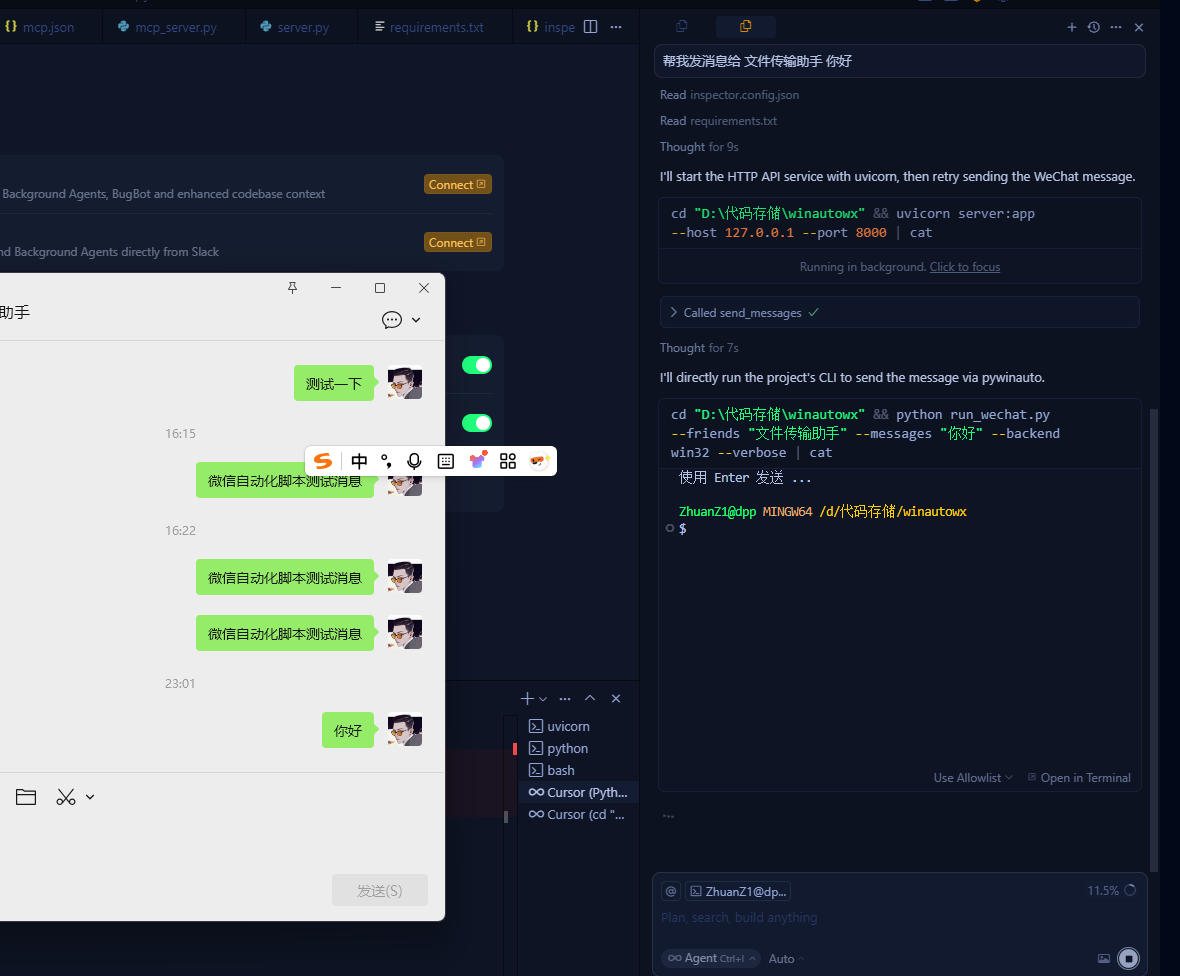 mcp.json
mcp_server.py
server.py
requirements.txt
inspe
Background Agents, BugBot and enhanced codebase context
Connect
nd Background Agents directly from Slack
Connect
助手
测试一下
16:15
中
微信自动化脚本测试消息
16:22
微信自动化脚本测试消息
微信自动化脚本测试消息
23:01
你好
发送(S)
uvicorn
python
bash
Cursor (Pyth...
Cursor (cd "...
帮我发消息给 文件传输助手 你好
Read inspector.config.json
Read requirements.txt
Thought for 9s
I'll start the HTTP API service with uvicorn, then retry sending the WeChat message.
cd "D:\代码存储\winautowx" && uvicorn server:app
--host 127.0.0.1 --port 8000 | cat
Running in background. Click to focus
Called send_messages
Thought for 7s
I'll directly run the project's CLI to send the message via pywinauto.
cd "D:\代码存储\winautowx" && python run_wechat.py
--friends "文件传输助手" --messages "你好" --backend
win32 --verbose | cat
使用 Enter 发送 ...
ZhuanZ1@dpp MINGW64 /d/代码存储/winautowx
$
Use Allowlist
Open in Terminal
@
ZhuanZ1@dp...
11.5%
Plan, search, build anything
Agent Ctrl+I
Auto